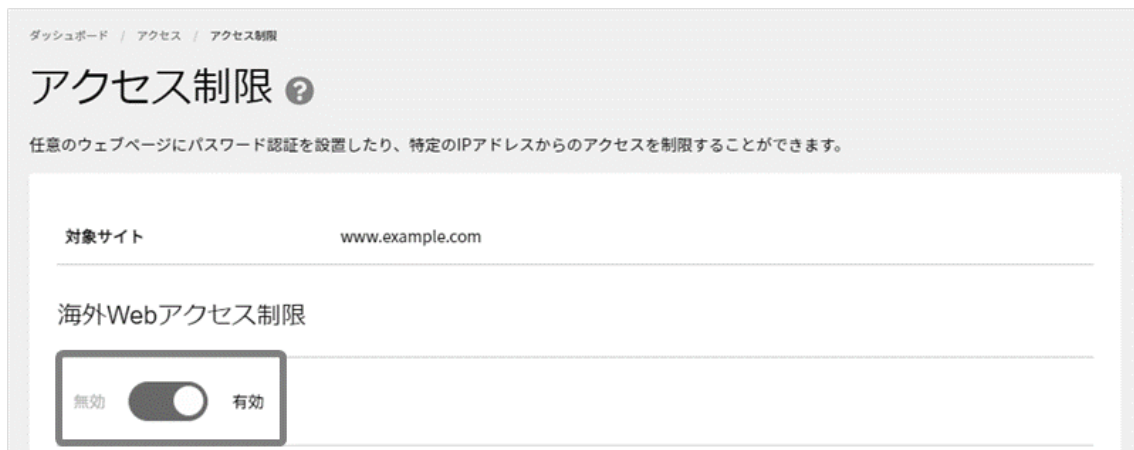 ダッシュボード / アクセス / アクセス制限
アクセス制限 ?
任意のウェブページにパスワード認証を設置したり、特定のIPアドレスからのアクセスを制限することができます。
対象サイト www.example.com
海外Webアクセス制限
無効 有効